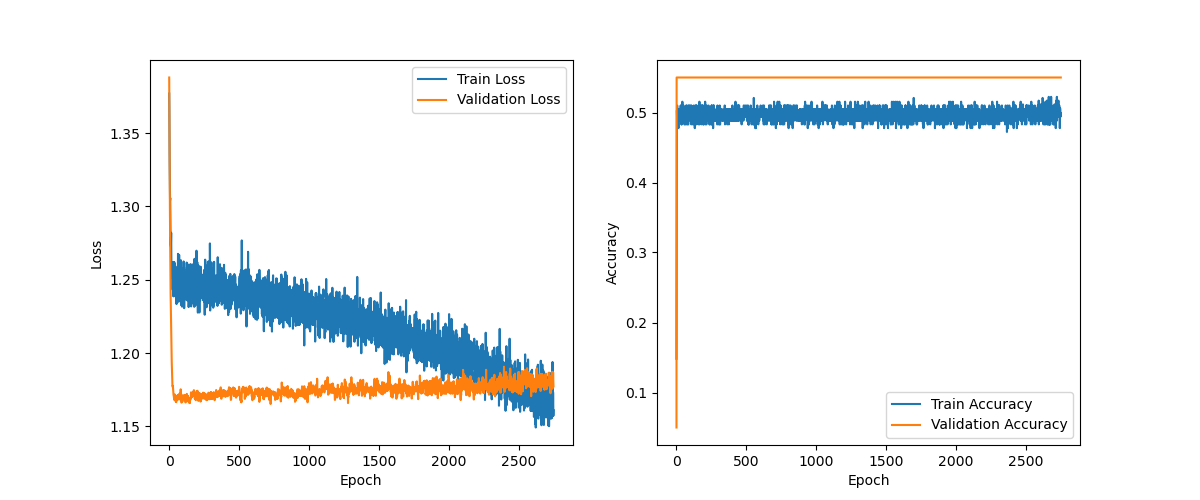 Train Loss
Validation Loss
1.35
1.30
1.25
1.20
1.15
Loss
0
500
1000
1500
2000
2500
Epoch
0.5
0.4
0.3
0.2
0.1
Accuracy
Train Accuracy
Validation Accuracy
0
500
1000
1500
2000
2500
Epoch